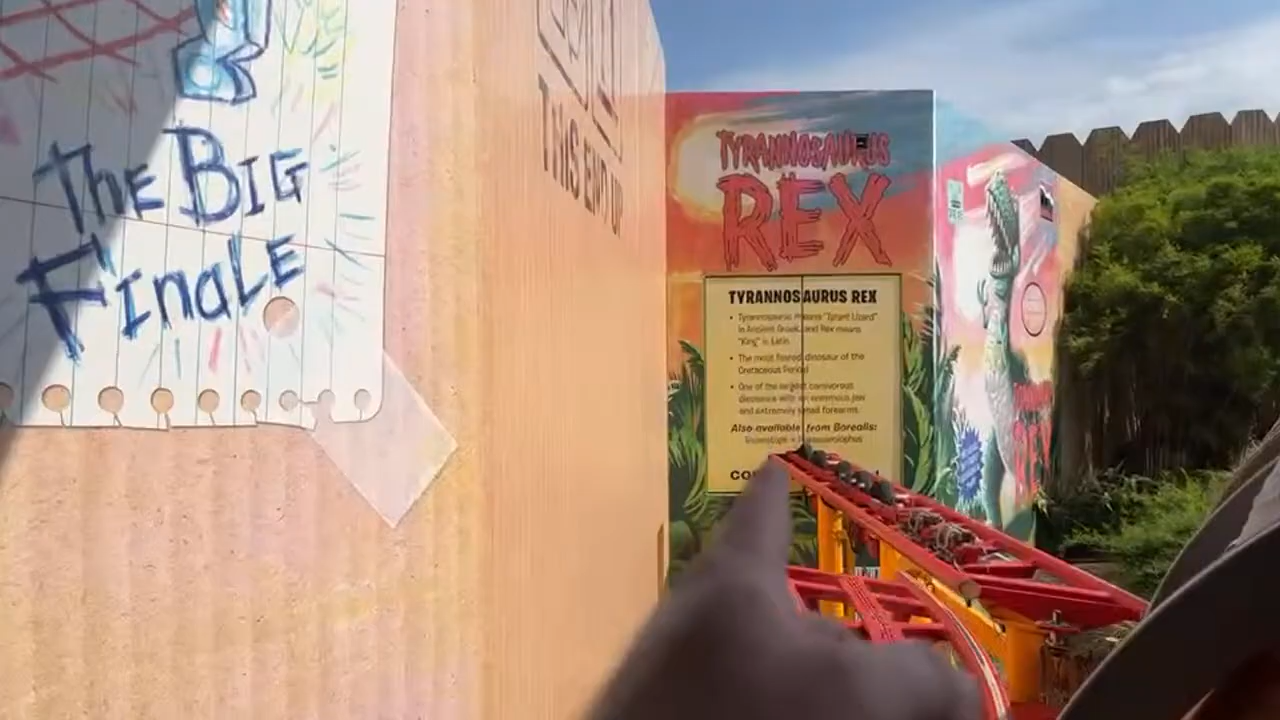 The Big
Finale
THIS END UP
TYRANNOSAURUS
REX
TYRANNOSAURUS REX
• Tyrannosaurus means "Tyrant Lizard"
in Ancient Greek, and Rex means
"King" in Latin.
• The most feared dinosaur of the
Cretaceous Period
• One of the largest carnivorous
dinosaurs with an enormous jaw
and extremely small forearms.
Also available from Borealis: